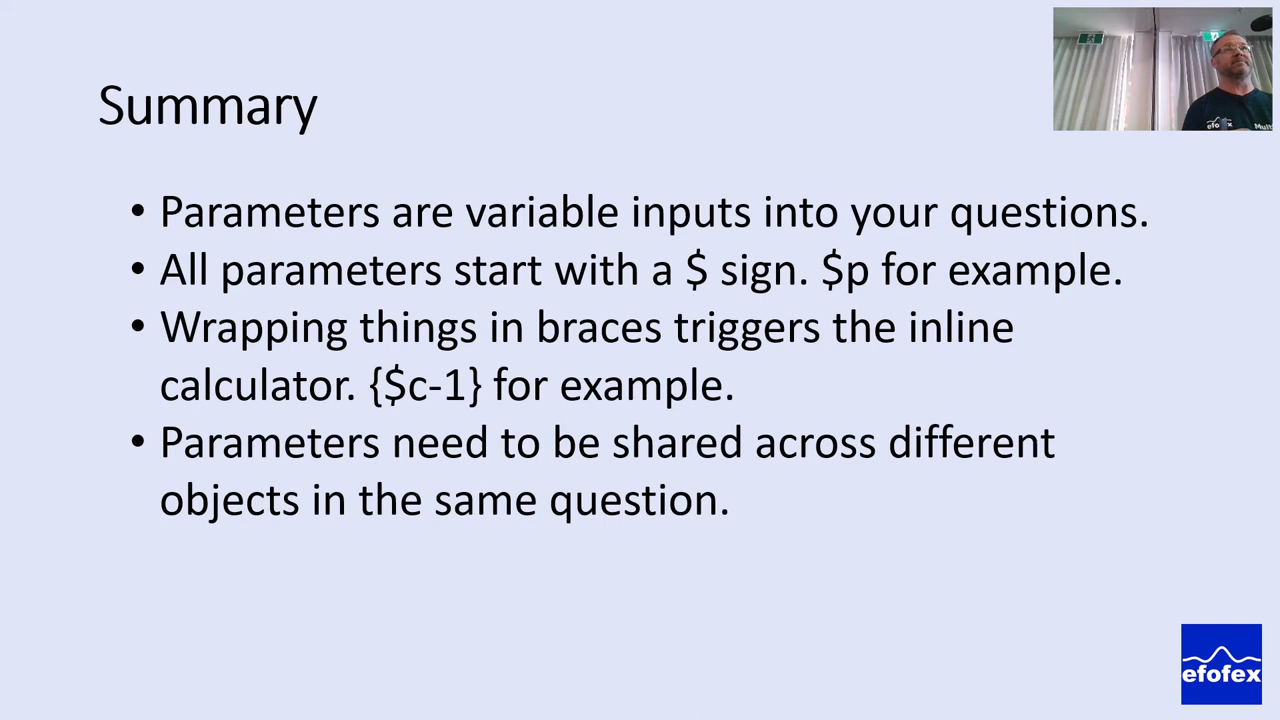 Summary
• Parameters are variable inputs into your questions.
• All parameters start with a $ sign. $p for example.
• Wrapping things in braces triggers the inline
calculator. {$c-1} for example.
• Parameters need to be shared across different
objects in the same question.
efofex
Mult
efofex